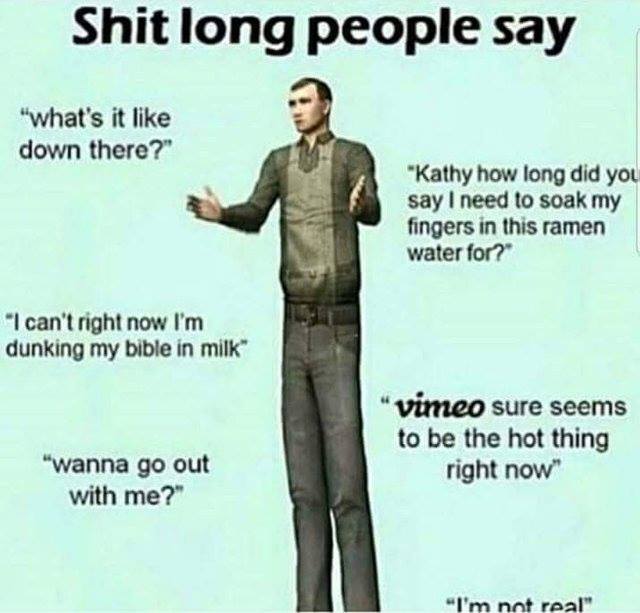 Shit long people say
"what's it like
down there?"
"Kathy how long did you
say I need to soak my
fingers in this ramen
water for?"
"I can't right now I'm
dunking my bible in milk"
"vimeo sure seems
to be the hot thing
right now"
"wanna go out
with me?"
"I'm not real"